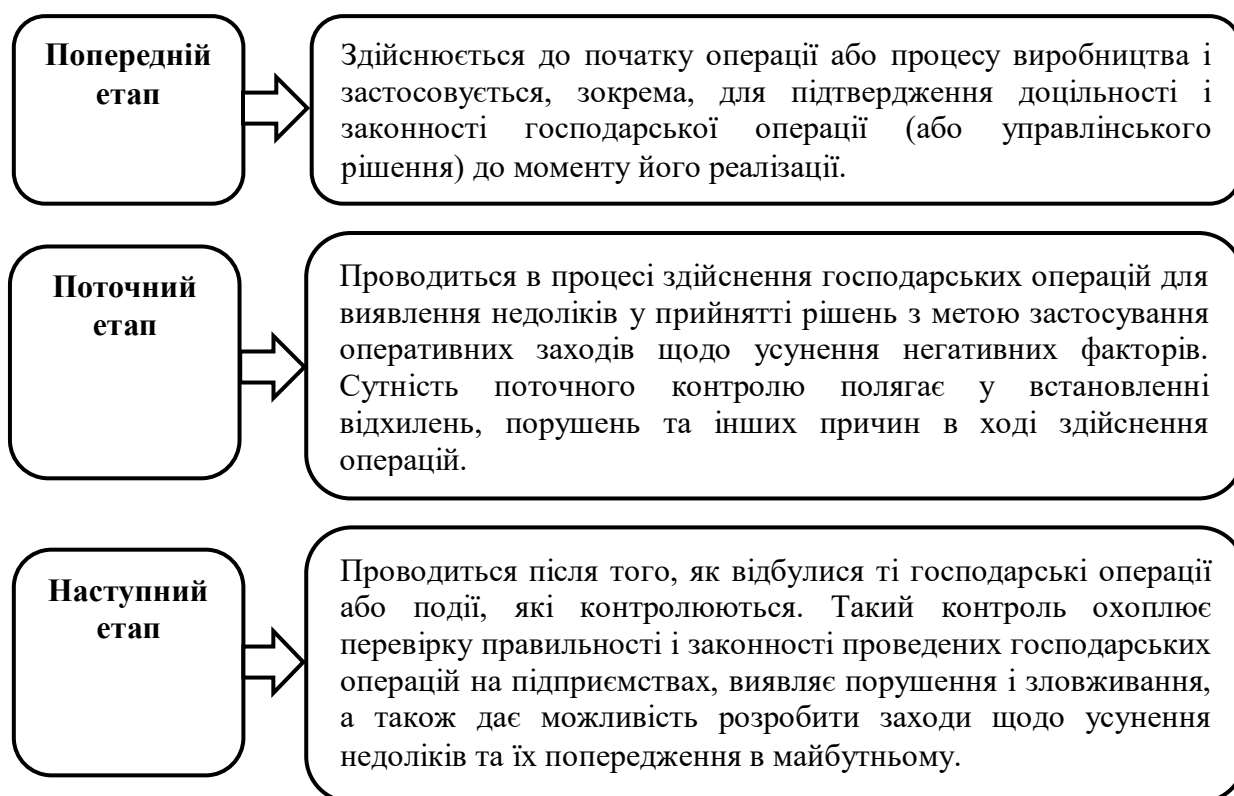 Попередній
етап
Здійснюється до початку операції або процесу виробництва і
застосовується, зокрема, для підтвердження доцільності і
законності господарської операції (або управлінського
рішення) до моменту його реалізації.
Поточний
етап
Проводиться в процесі здійснення господарських операцій для
виявлення недоліків у прийнятті рішень з метою застосування
оперативних заходів щодо усунення негативних факторів.
Сутність поточного контролю полягає у встановленні
відхилень, порушень та інших причин в ході здійснення
операцій.
Наступний
етап
Проводиться після того, як відбулися ті господарські операції
або події, які контролюються. Такий контроль охоплює
перевірку правильності і законності проведених господарських
операцій на підприємствах, виявляє порушення і зловживання,
а також дає можливість розробити заходи щодо усунення
недоліків та їх попередження в майбутньому.